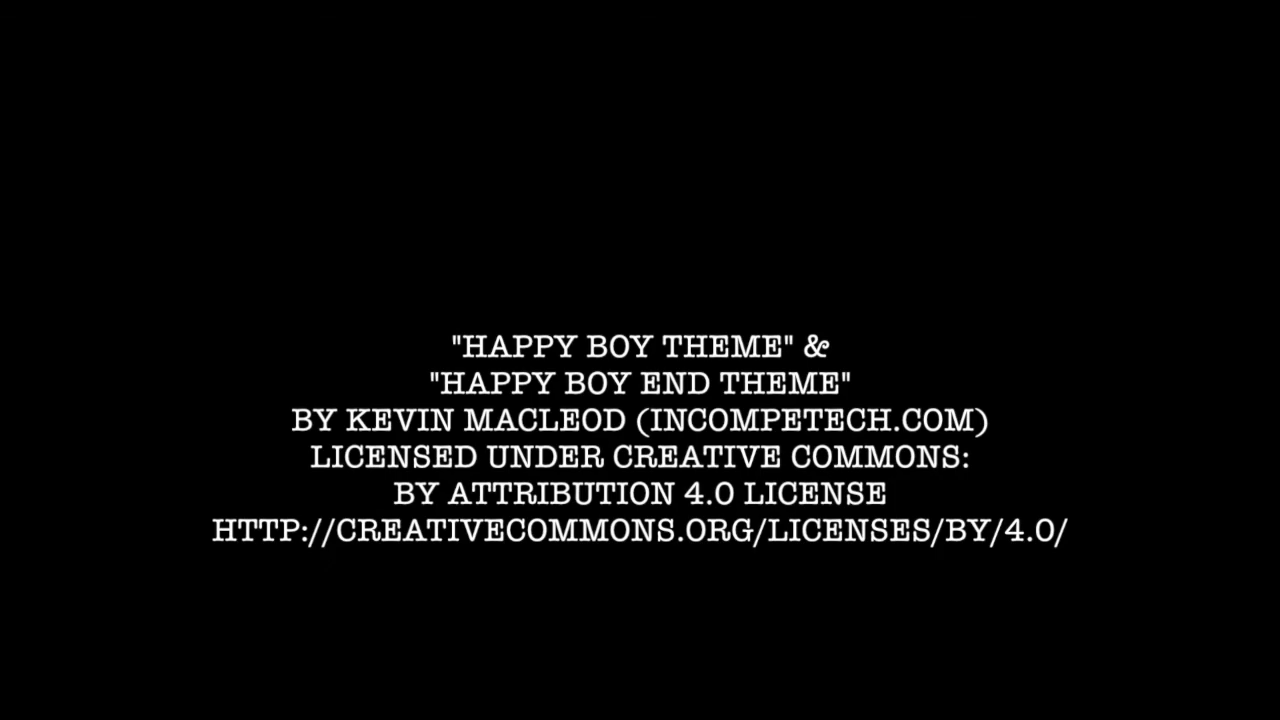 "HAPPY BOY THEME" &
"HAPPY BOY END THEME"
BY KEVIN MACLEOD (INCOMPETECH.COM)
LICENSED UNDER CREATIVE COMMONS:
BY ATTRIBUTION 4.0 LICENSE
HTTP://CREATIVECOMMONS.ORG/LICENSES/BY/4.0/